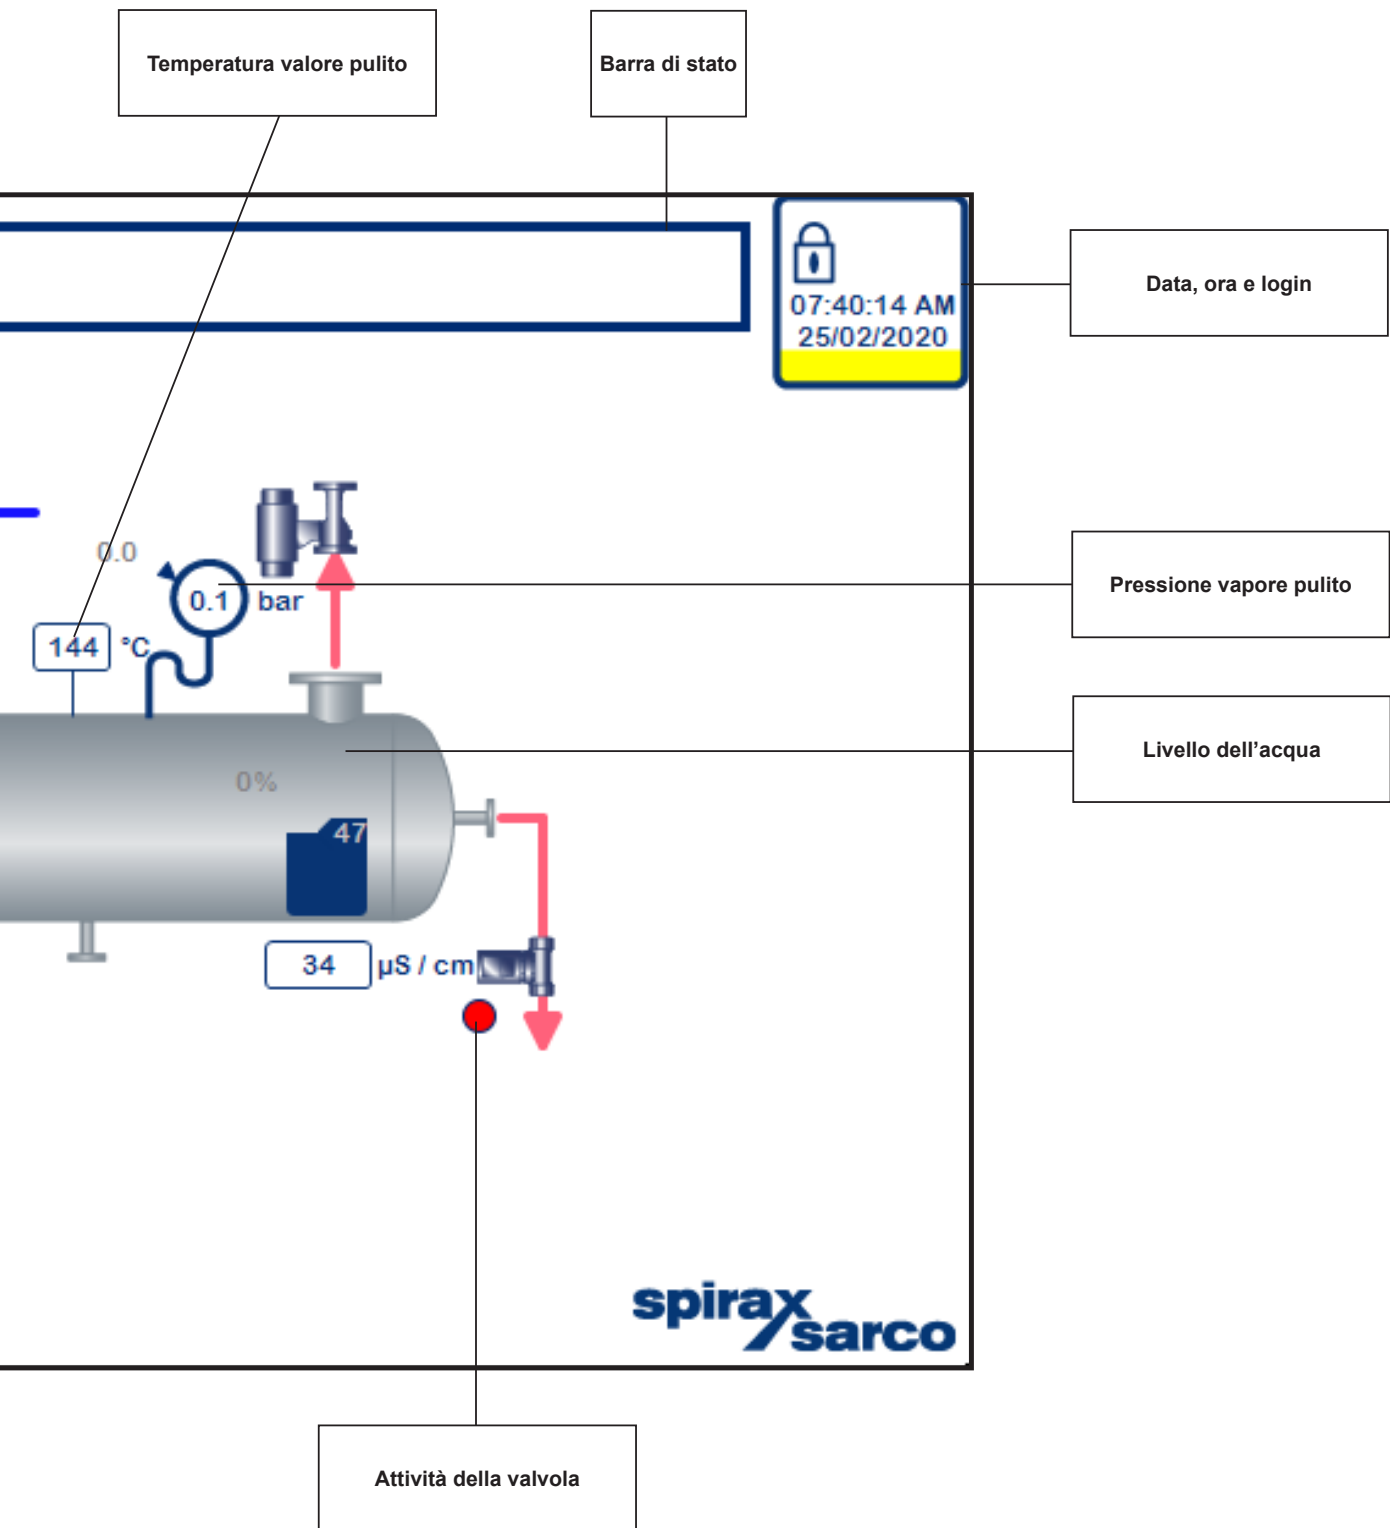 Temperatura valore pulito
Barra di stato
07:40:14 AM
25/02/2020
Data, ora e login
0.0
0.1 bar
Pressione vapore pulito
144 °C
Livello dell’acqua
0%
47
34 µS / cm
spirax
sarco
Attività della valvola